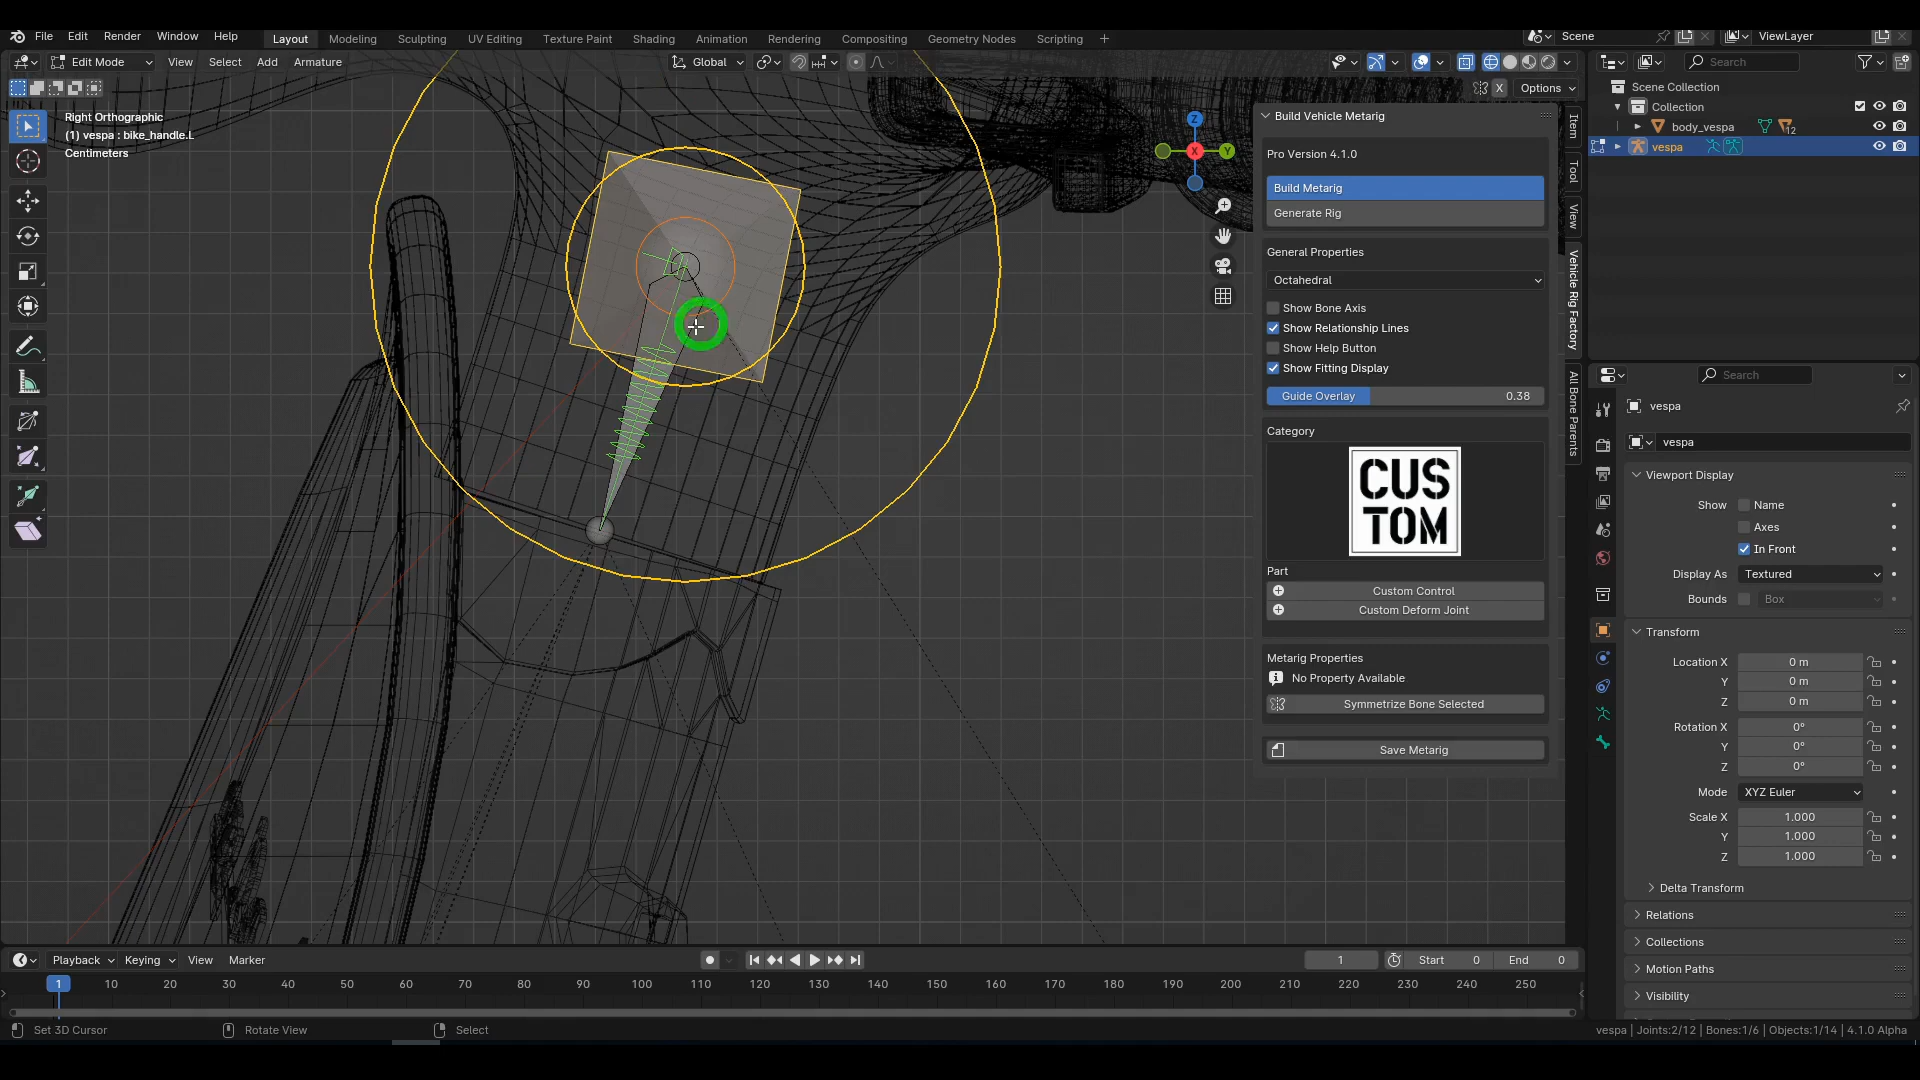 File Edit Render Window Help Layout Modeling Sculpting UV Editing Texture Paint Shading Animation Rendering Compositing Geometry Nodes Scripting + Scene ViewLayer
Edit Mode View Select Add Armature Global Search
X Options
Right Orthographic
(1) vespa : bike_handle.L
Centimeters
Z
X
Y
Build Vehicle Metarig
Pro Version 4.1.0
Build Metarig
Generate Rig
General Properties
Octahedral
Show Bone Axis
Show Relationship Lines
Show Help Button
Show Fitting Display
Guide Overlay 0.38
Category
CUS
TOM
Part
Custom Control
Custom Deform Joint
Metarig Properties
No Property Available
Symmetrize Bone Selected
Save Metarig
Item
Tool
View
Vehicle Rig Factory
All Bone Parents
Scene Collection
Collection
body_vespa 12
vespa
Search
vespa
vespa
Viewport Display
Show Name
Axes
In Front
Display As Textured
Bounds Box
Transform
Location X 0 m
Y 0 m
Z 0 m
Rotation X 0°
Y 0°
Z 0°
Mode XYZ Euler
Scale X 1.000
Y 1.000
Z 1.000
Delta Transform
Relations
Collections
Motion Paths
Visibility
Playback Keying View Marker 1 Start 0 End 0
1 10 20 30 40 50 60 70 80 90 100 110 120 130 140 150 160 170 180 190 200 210 220 230 240 250
Set 3D Cursor Rotate View Select vespa | Joints:2/12 | Bones:1/6 | Objects:1/14 | 4.1.0 Alpha